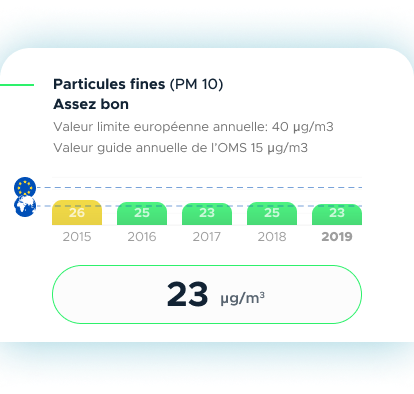 Particules fines (PM 10)
Assez bon
Valeur limite européenne annuelle: 40 µg/m3
Valeur guide annuelle de l'OMS 15 µg/m3
26 25 23 25 23
2015 2016 2017 2018 2019
23 µg/m³